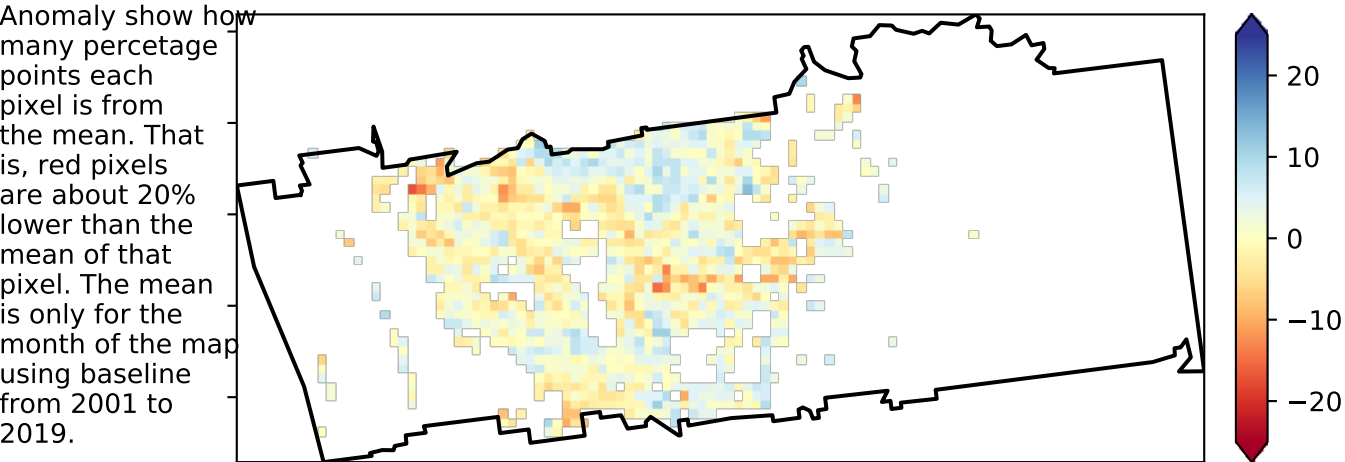 Anomaly show how
many percetage
points each
pixel is from
the mean. That
is, red pixels
are about 20%
lower than the
mean of that
pixel. The mean
is only for the
month of the map
using baseline
from 2001 to
2019.
20
10
0
−10
−20